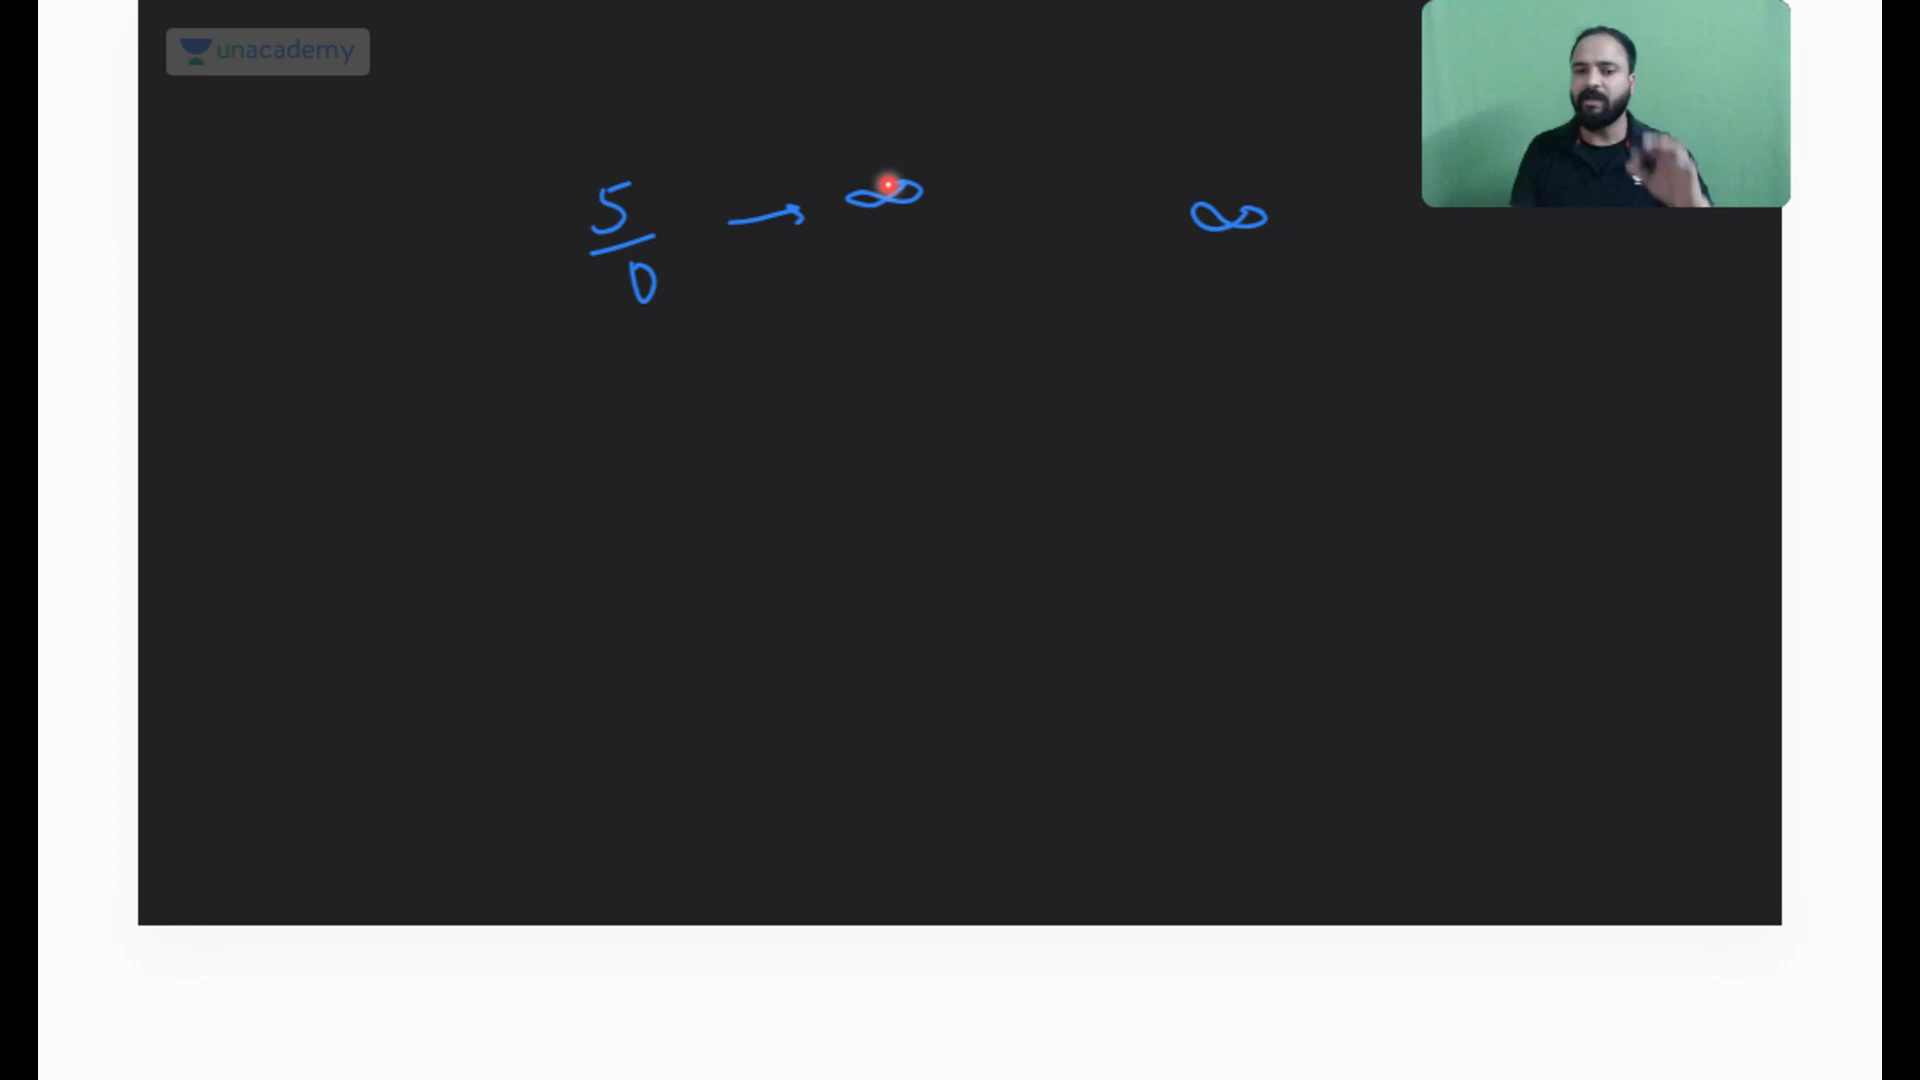 unacademy
5/0 → ∞ ∞